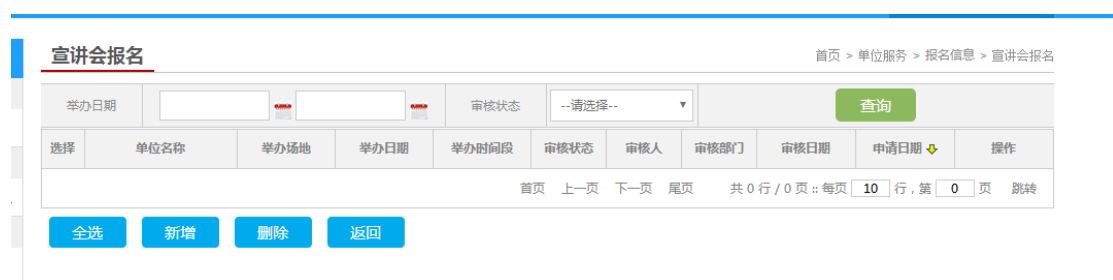 宣讲会报名
首页 > 单位服务 > 报名信息 > 宣讲会报名
举办日期 审核状态 --请选择-- 查询
选择 单位名称 举办场地 举办日期 举办时间段 审核状态 审核人 审核部门 审核日期 申请日期 操作
首页 上一页 下一页 尾页 共 0 行 / 0 页 :: 每页 10 行 , 第 0 页 跳转
全选 新增 删除 返回